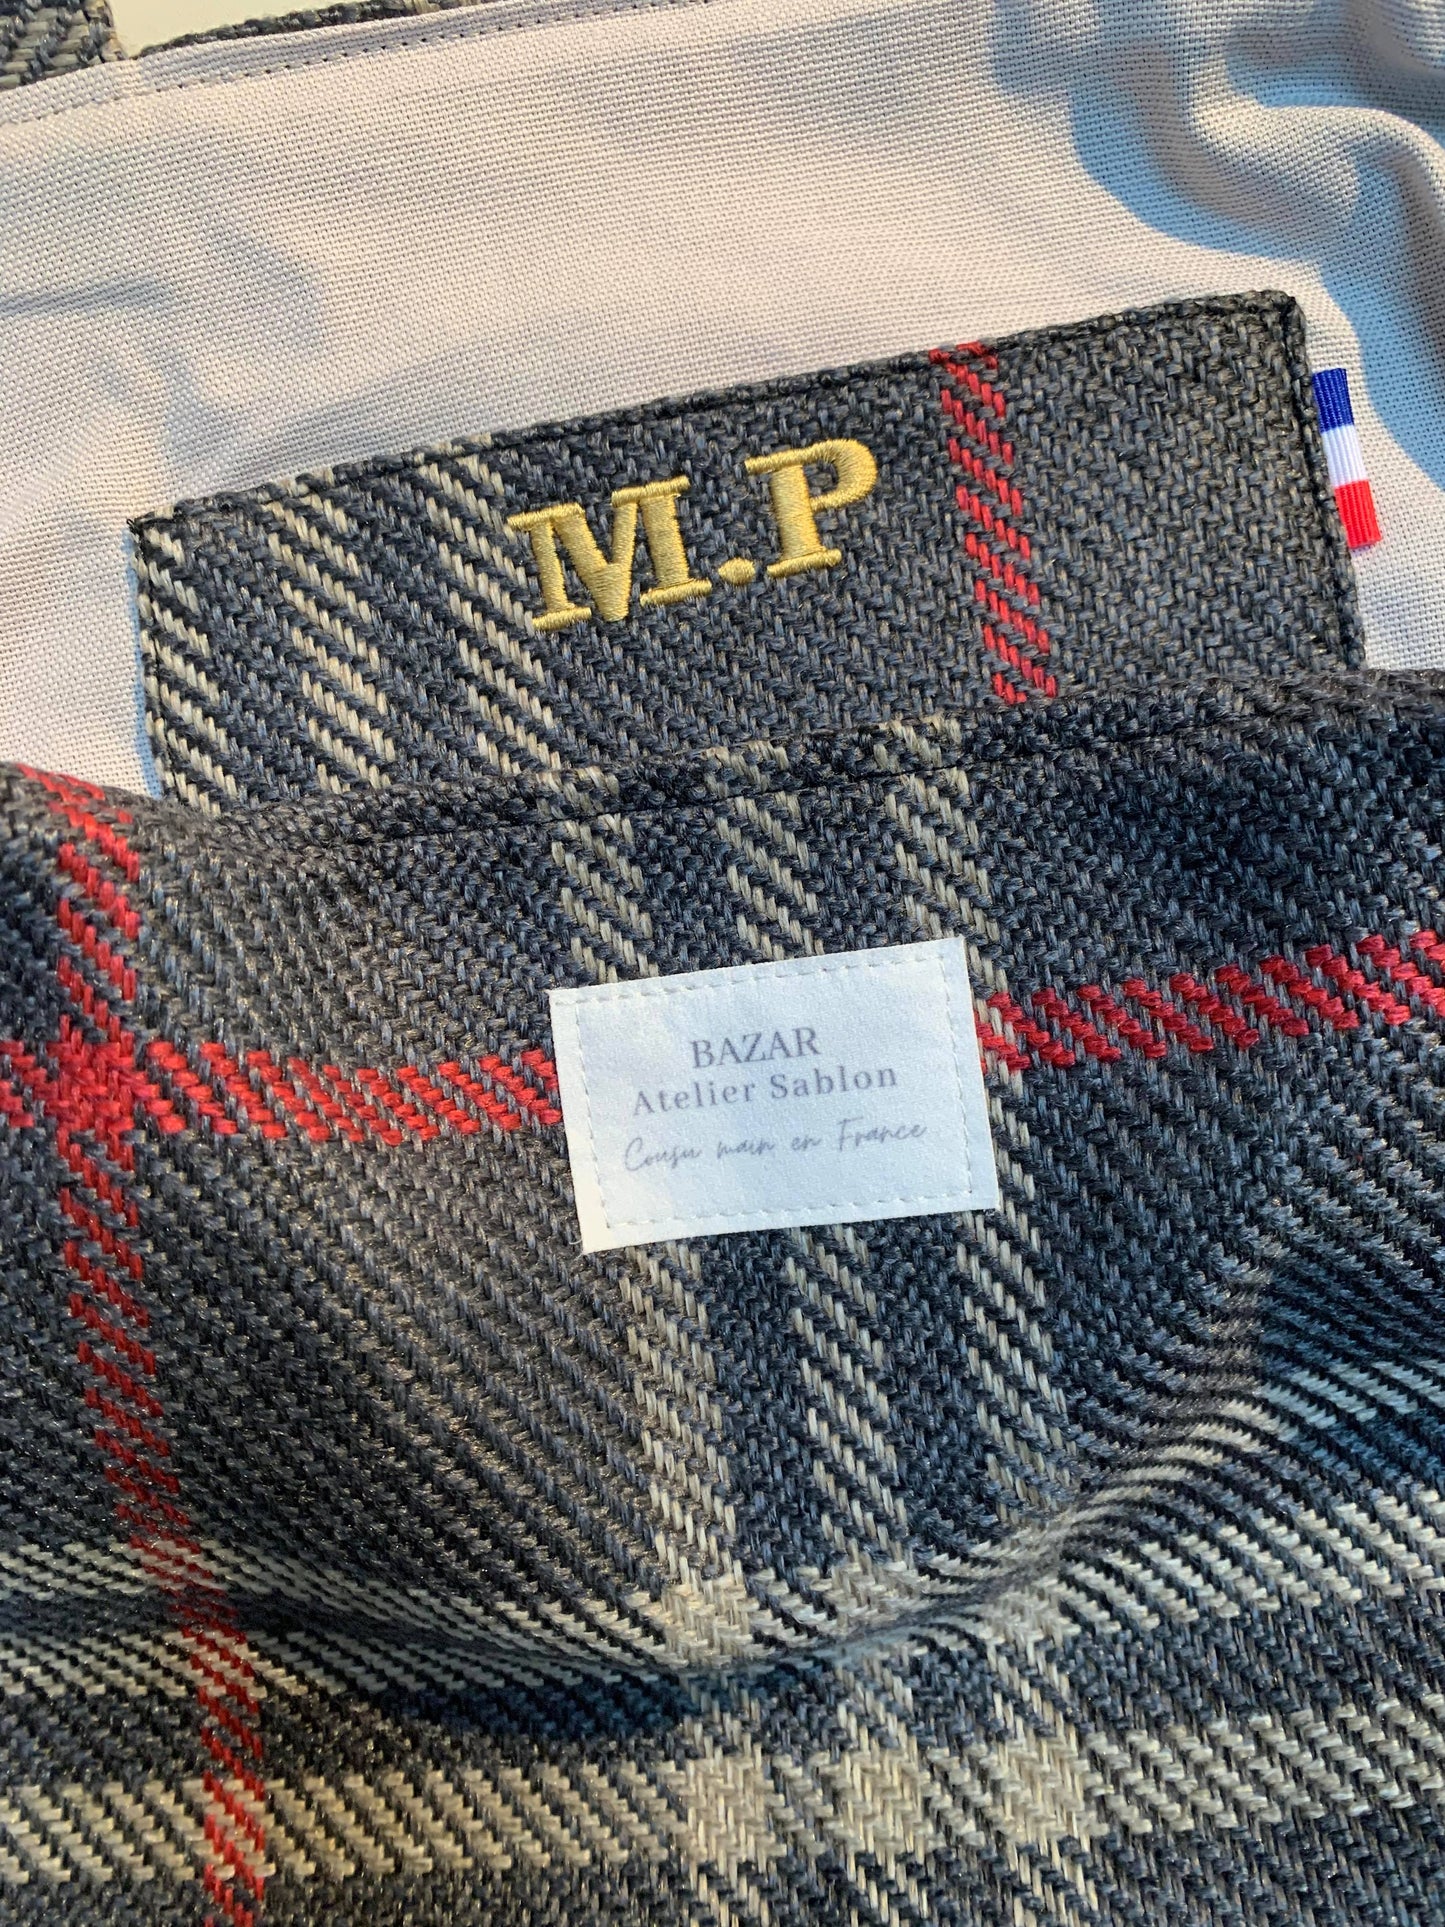 M.P
BAZAR
Atelier Sablon
Cousu main en France